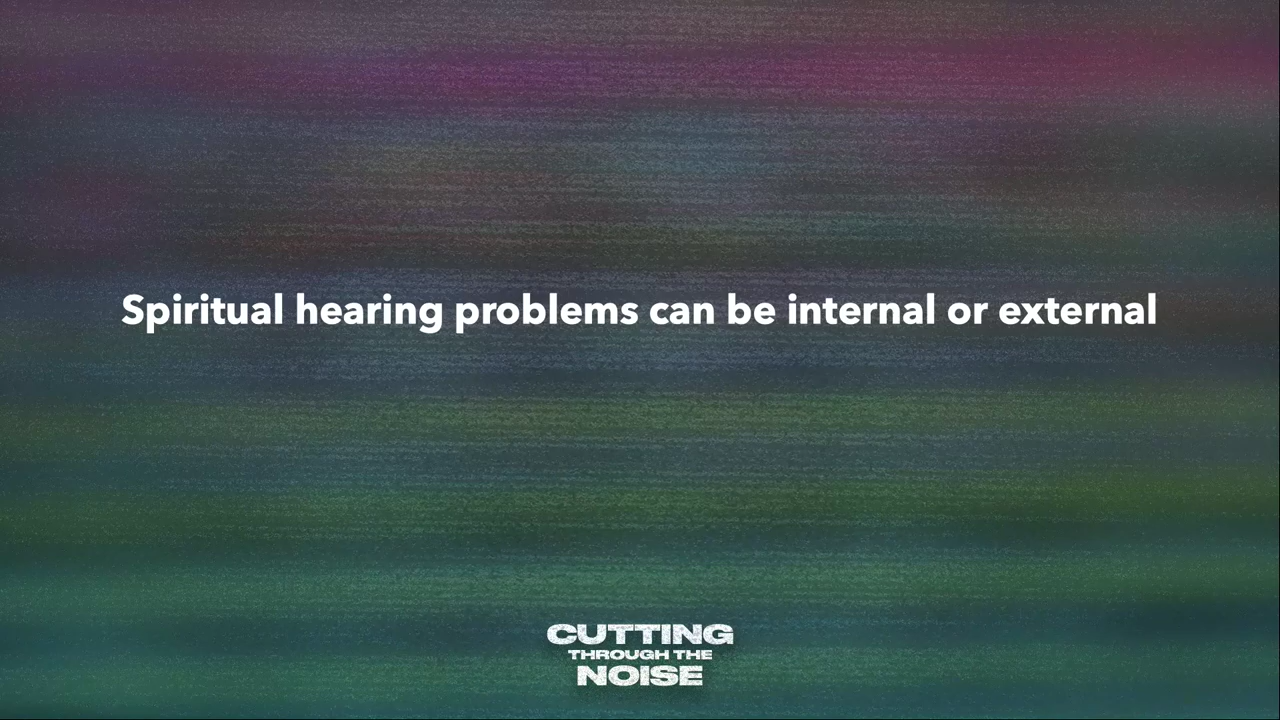 Spiritual hearing problems can be internal or external
CUTTING
THROUGH THE
NOISE